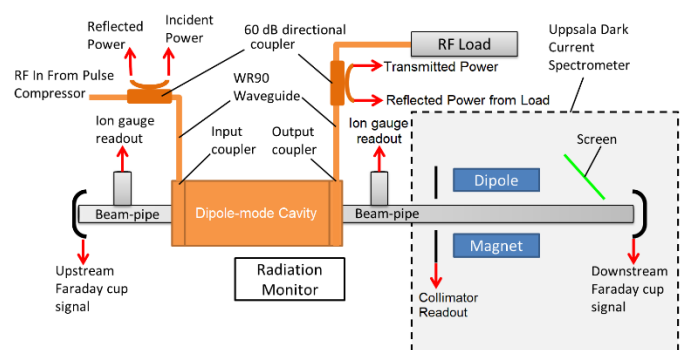 Reflected
Power
Incident
Power
60 dB directional
coupler
RF Load
Uppsala Dark
Current
Spectrometer
RF In From Pulse
Compressor
WR90
Waveguide
Transmitted Power
Reflected Power from Load
Ion gauge
readout
Input
coupler
Output
coupler
Ion gauge
readout
Screen
Dipole
Beam-pipe
Dipole-mode Cavity
Beam-pipe
Magnet
Upstream
Faraday cup
signal
Radiation
Monitor
Collimator
Readout
Downstream
Faraday cup
signal